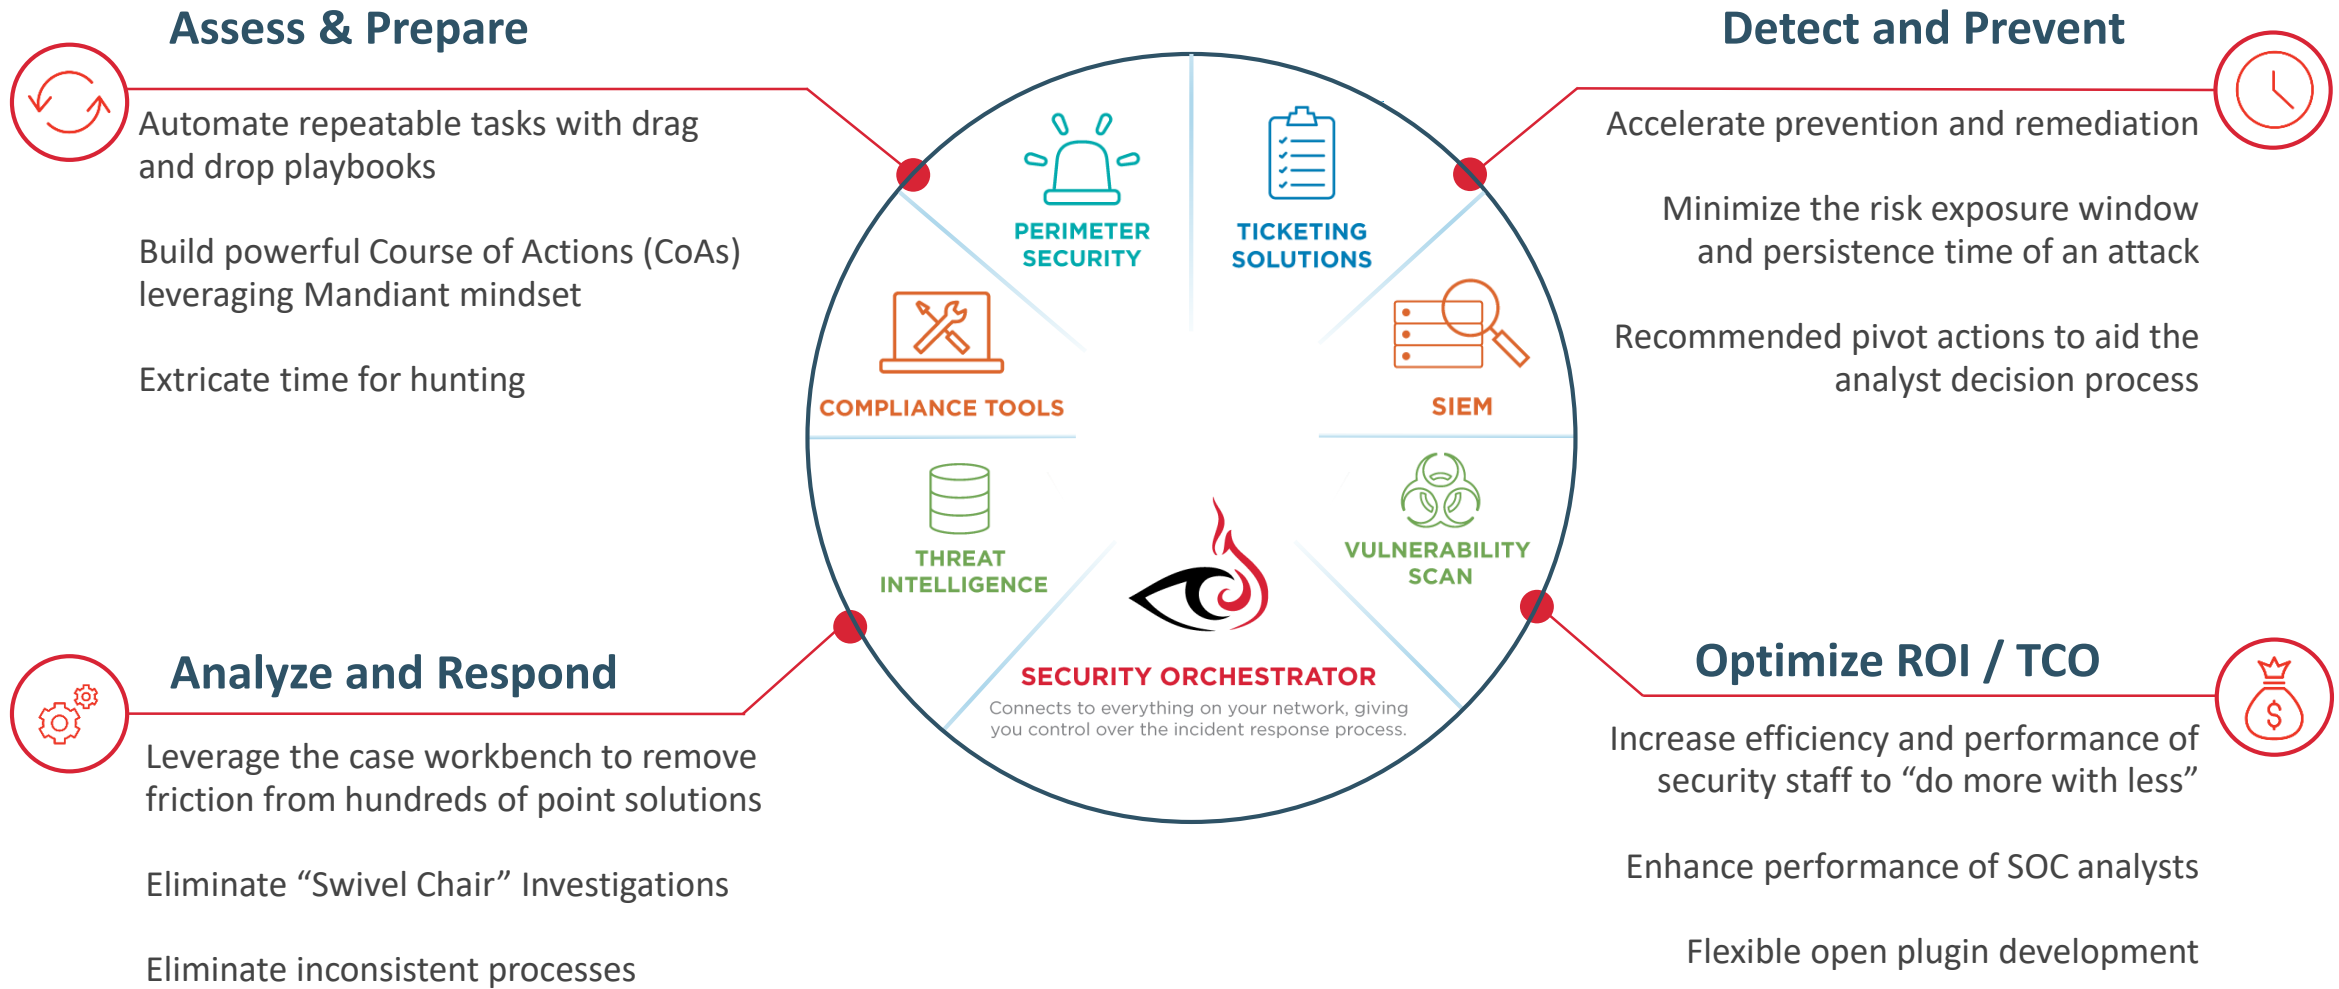 Assess & Prepare
Automate repeatable tasks with drag
and drop playbooks
Build powerful Course of Actions (CoAs)
leveraging Mandiant mindset
Extricate time for hunting
Detect and Prevent
Accelerate prevention and remediation
Minimize the risk exposure window
and persistence time of an attack
Recommended pivot actions to aid the
analyst decision process
PERIMETER
SECURITY
TICKETING
SOLUTIONS
COMPLIANCE TOOLS
SIEM
THREAT
INTELLIGENCE
VULNERABILITY
SCAN
SECURITY ORCHESTRATOR
Connects to everything on your network, giving
you control over the incident response process.
Analyze and Respond
Leverage the case workbench to remove
friction from hundreds of point solutions
Eliminate “Swivel Chair” Investigations
Eliminate inconsistent processes
Optimize ROI / TCO
$
Increase efficiency and performance of
security staff to “do more with less”
Enhance performance of SOC analysts
Flexible open plugin development